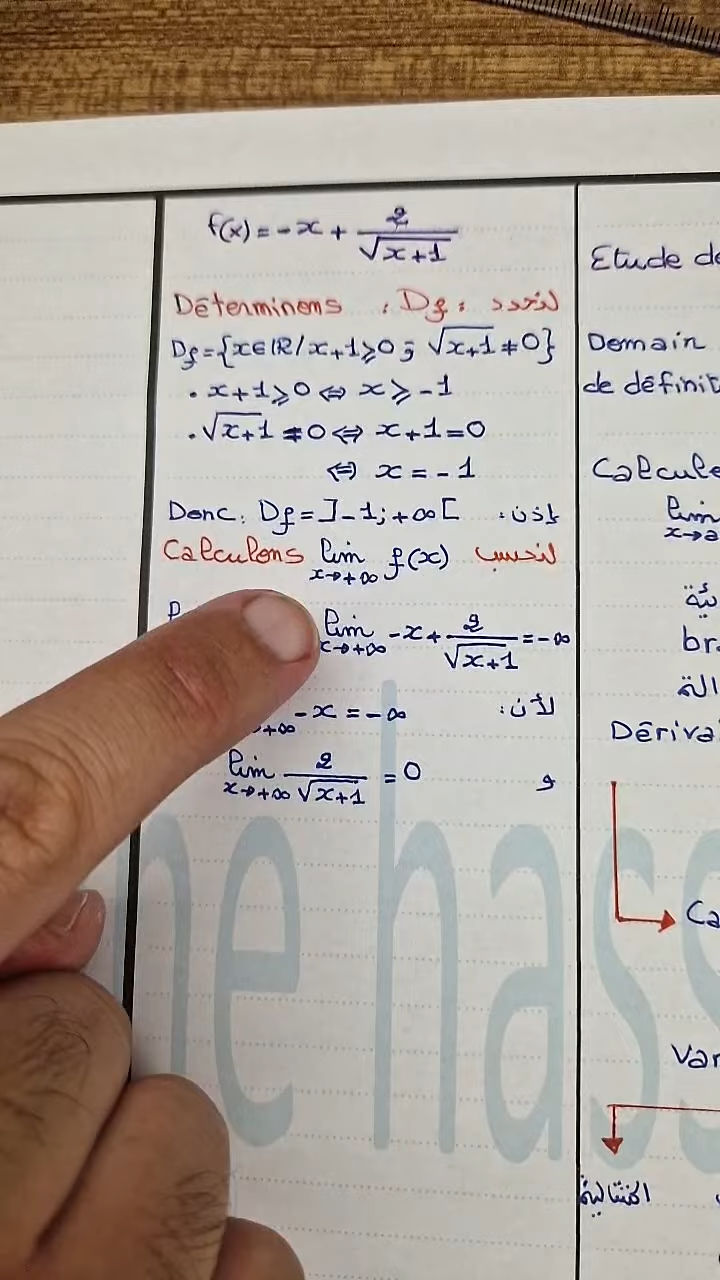 f(x) = -x + 2/√(x+1)
Déterminons : Df : لنحدد
Df = {x∈ℝ / x+1⩾0 ; √(x+1) ≠ 0}
• x+1⩾0 ⇔ x⩾-1
• √(x+1) ≠ 0 ⇔ x+1=0
⇔ x = -1
Donc: Df = ]-1; +∞[ إذن:
Calculons lim x→+∞ f(x) لنحسب
lim x→+∞ -x + 2/√(x+1) = -∞
+∞ -x = -∞ لأن:
lim x→+∞ 2/√(x+1) = 0 و
he hass
Etude de
Domain
de définit
Calcule
lim x→a
br
Dériva
Ca
Var